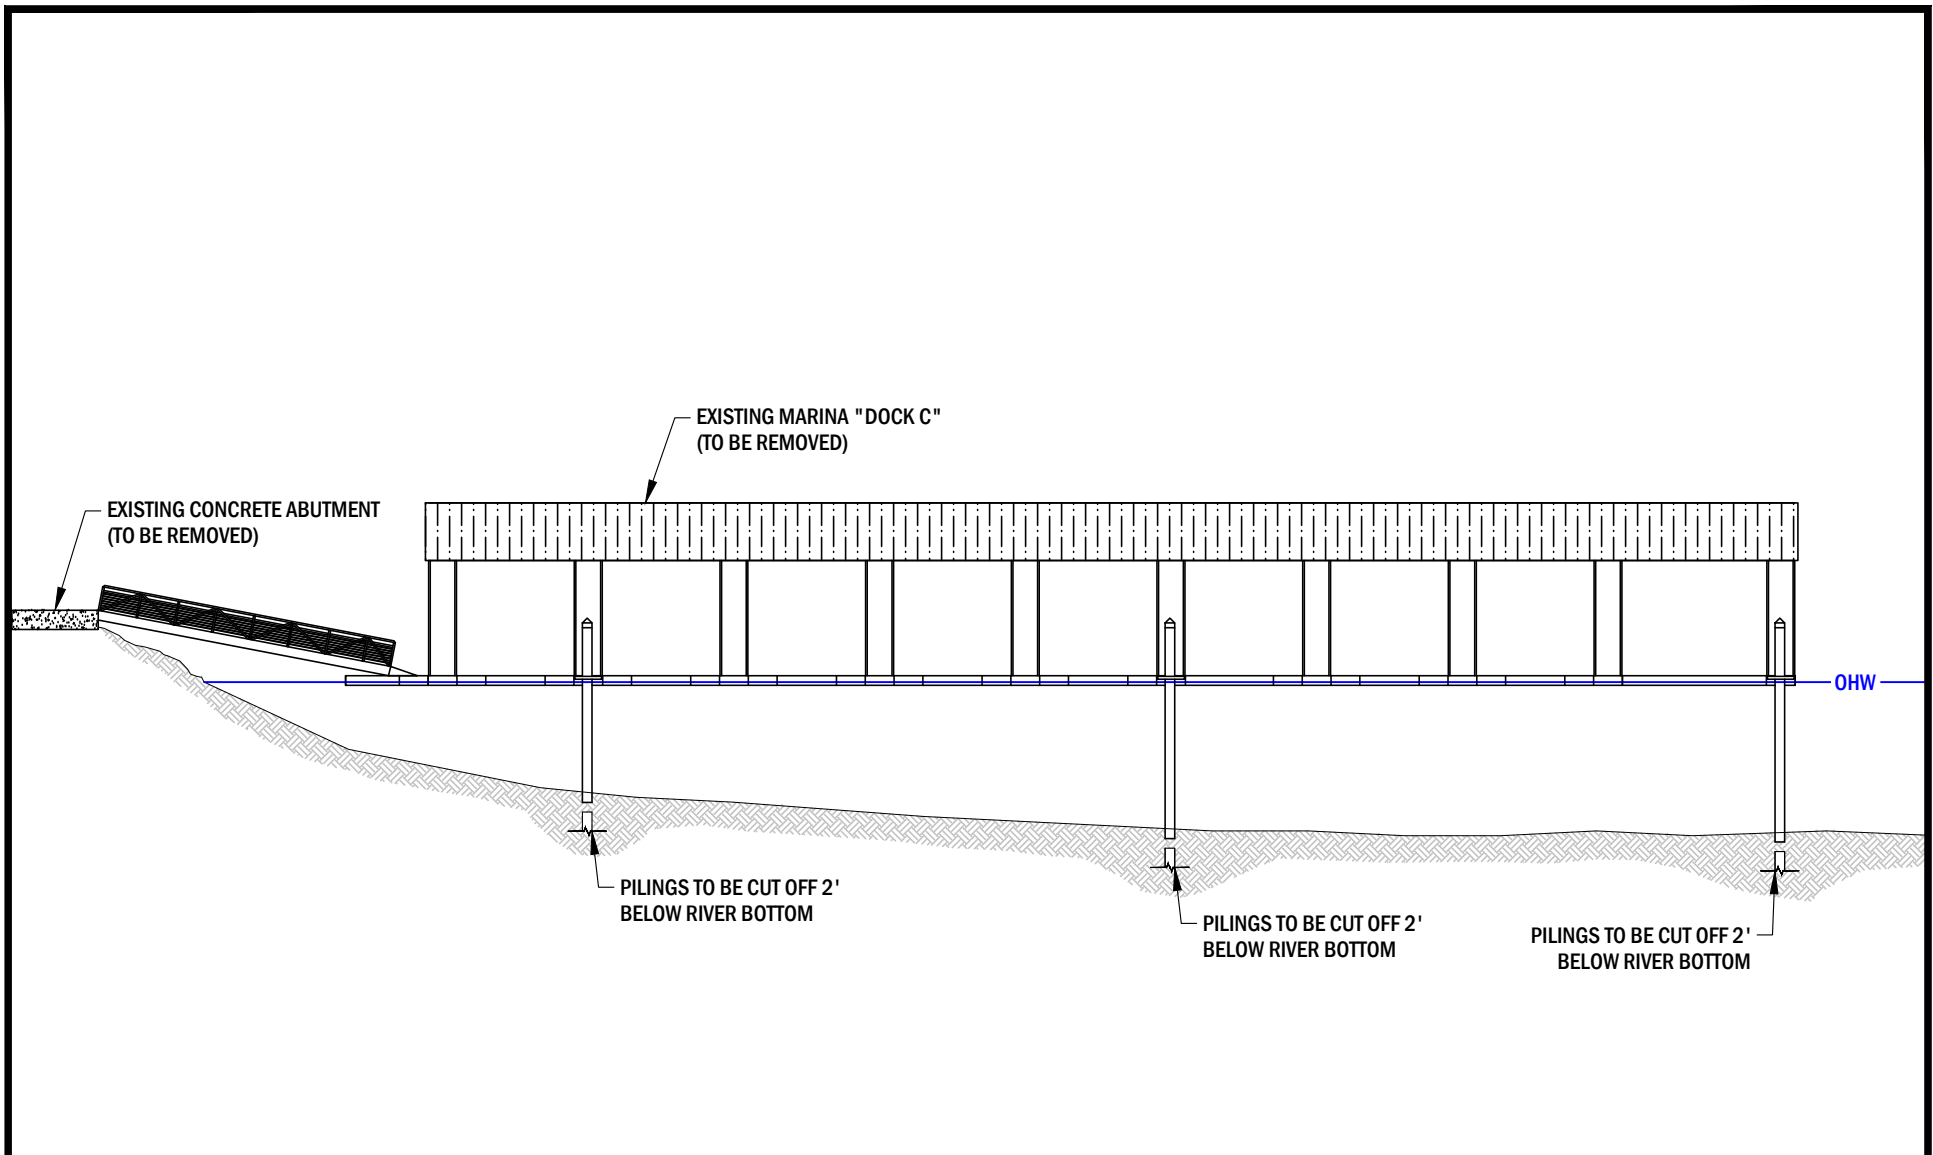 EXISTING MARINA "DOCK C"
(TO BE REMOVED)
EXISTING CONCRETE ABUTMENT
(TO BE REMOVED)
OHW
PILINGS TO BE CUT OFF 2'
BELOW RIVER BOTTOM
PILINGS TO BE CUT OFF 2'
BELOW RIVER BOTTOM
PILINGS TO BE CUT OFF 2'
BELOW RIVER BOTTOM